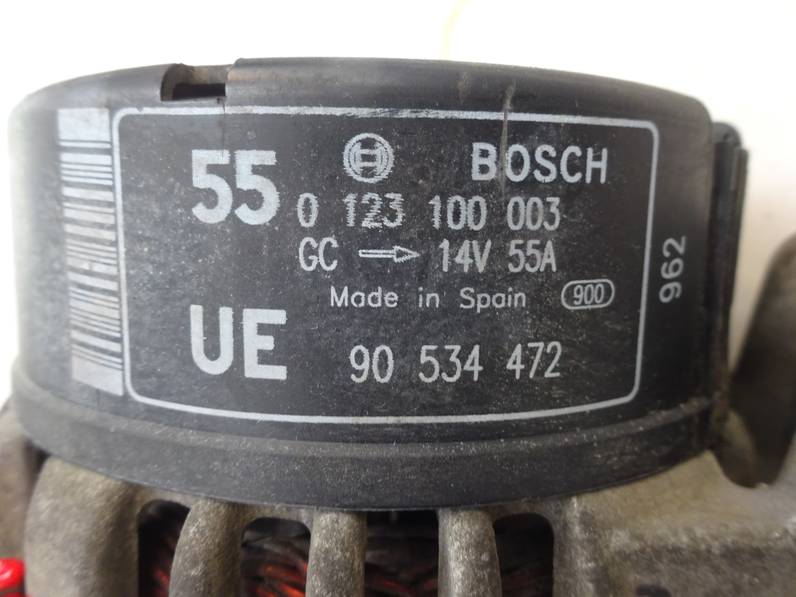 55 BOSCH
0 123 100 003
GC 14V 55A
Made in Spain 900
UE 90 534 472
962